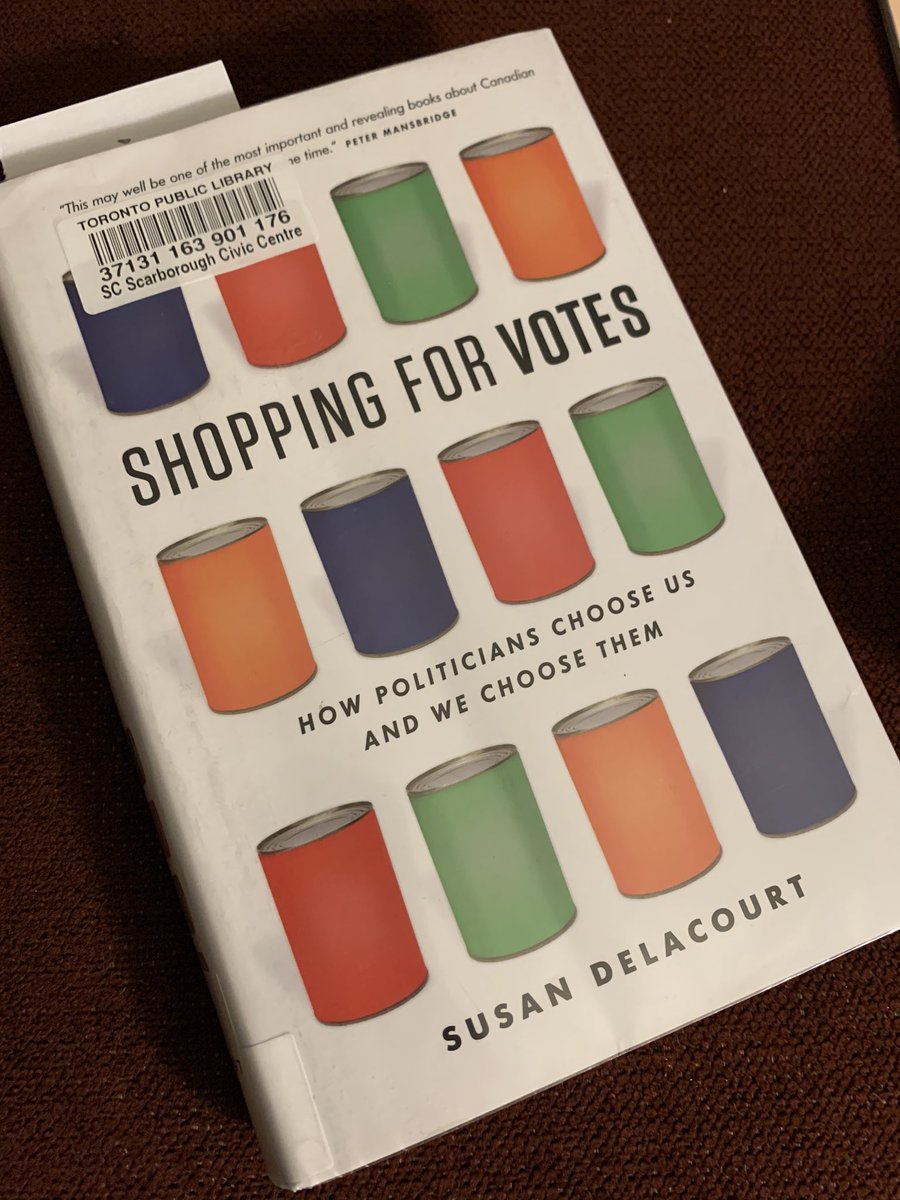 "This may well be one of the most important and revealing books about Canadian
time." PETER MANSBRIDGE
TORONTO PUBLIC LIBRARY
37131 163 901 176
SC Scarborough Civic Centre
SHOPPING FOR VOTES
HOW POLITICIANS CHOOSE US
AND WE CHOOSE THEM
SUSAN DELACOURT